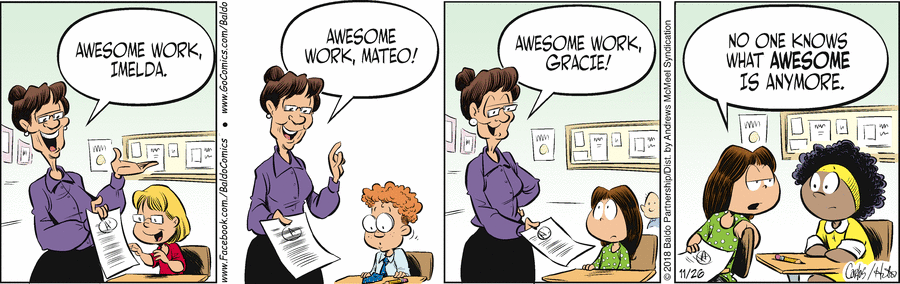 AWESOME WORK,
IMELDA.
www.Facebook.com/BaldoComics • www.GoComics.com/Baldo
AWESOME
WORK, MATEO!
AWESOME WORK,
GRACIE!
©2018 Baldo Partnership/Dist. by Andrews McMeel Syndication
NO ONE KNOWS
WHAT AWESOME
IS ANYMORE.
11/26